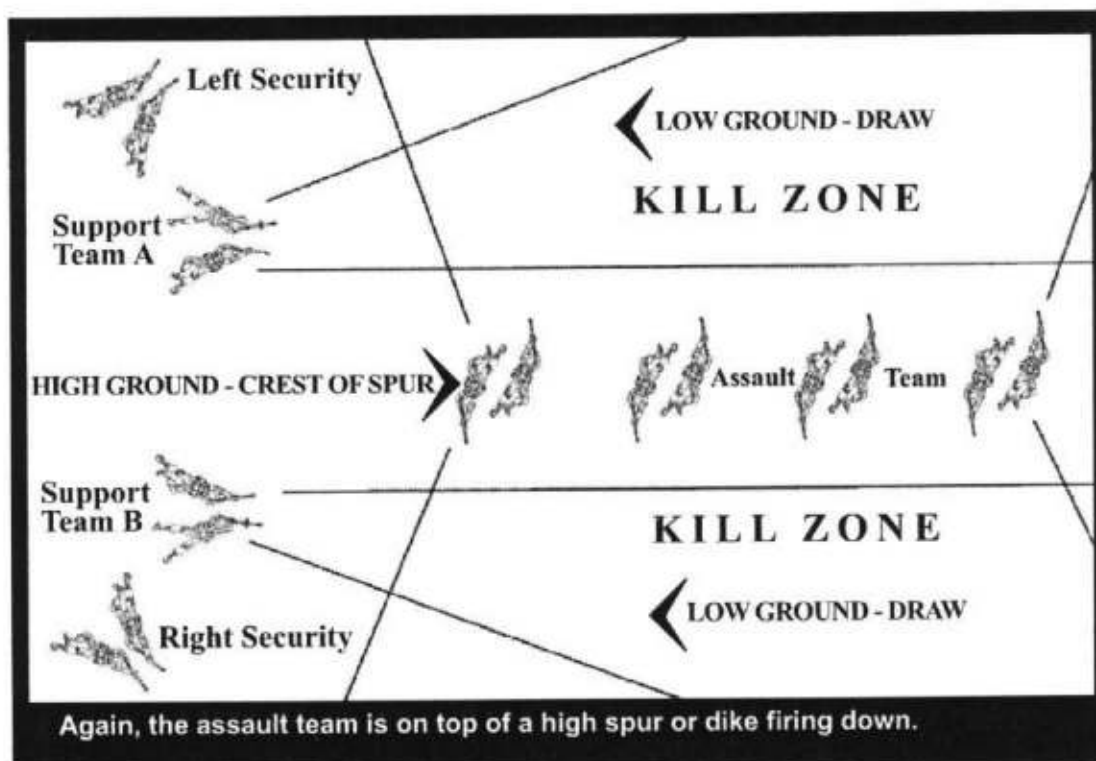 Left Security
LOW GROUND - DRAW
KILL ZONE
Support
Team A
HIGH GROUND - CREST OF SPUR
Assault Team
Support
Team B
KILL ZONE
LOW GROUND - DRAW
Right Security
Again, the assault team is on top of a high spur or dike firing down.